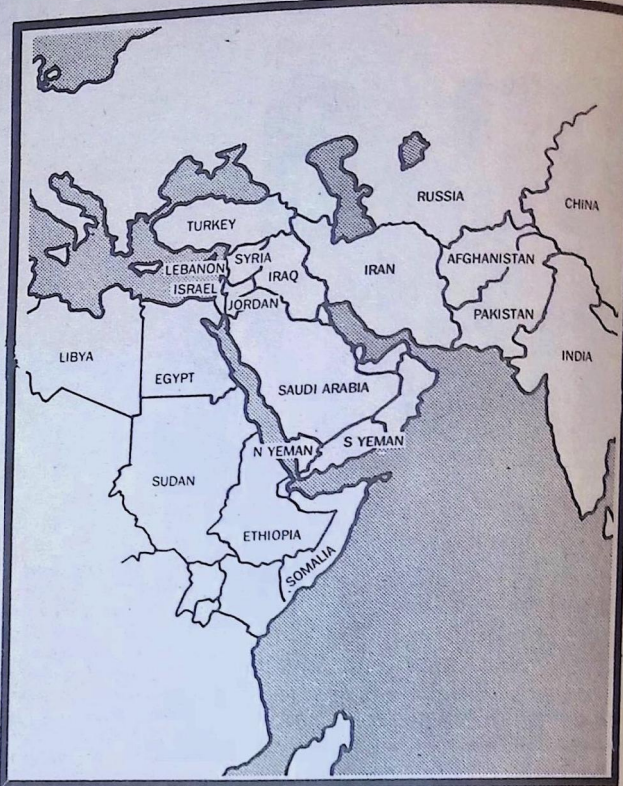 RUSSIA
CHINA
TURKEY
SYRIA
LEBANON
IRAQ
IRAN
AFGHANISTAN
ISRAEL
JORDAN
PAKISTAN
LIBYA
EGYPT
SAUDI ARABIA
INDIA
N YEMAN
S YEMAN
SUDAN
ETHIOPIA
SOMALIA